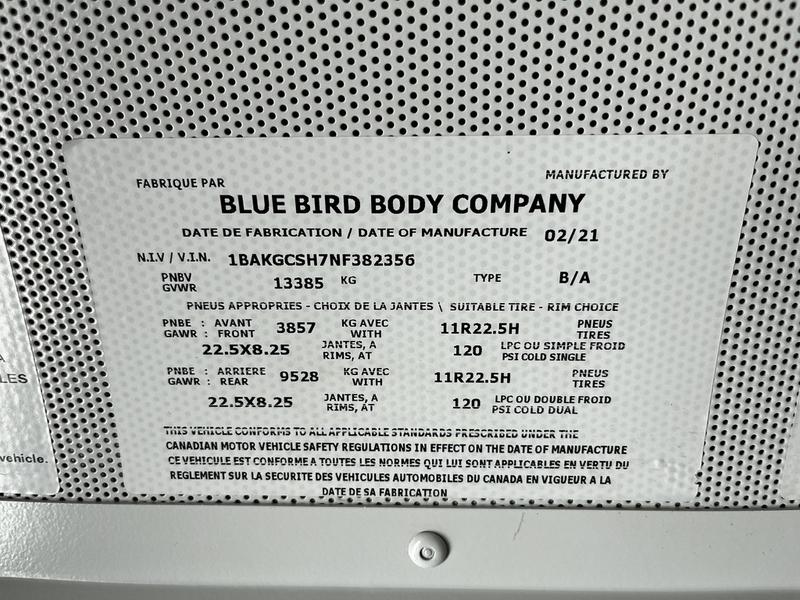 FABRIQUE PAR MANUFACTURED BY
BLUE BIRD BODY COMPANY
DATE DE FABRICATION / DATE OF MANUFACTURE 02/21
N.I.V / V.I.N. 1BAKGCSH7NF382356
PNBV
GVWR 13385 KG TYPE B/A
PNEUS APPROPRIES - CHOIX DE LA JANTES \ SUITABLE TIRE - RIM CHOICE
PNBE : AVANT 3857 KG AVEC 11R22.5H PNEUS
GAWR : FRONT WITH TIRES
22.5X8.25 JANTES, A 120 LPC OU SIMPLE FROID
RIMS, AT PSI COLD SINGLE
PNBE : ARRIERE 9528 KG AVEC 11R22.5H PNEUS
GAWR : REAR WITH TIRES
22.5X8.25 JANTES, A 120 LPC OU DOUBLE FROID
RIMS, AT PSI COLD DUAL
THIS VEHICLE CONFORMS TO ALL APPLICABLE STANDARDS PRESCRIBED UNDER THE
CANADIAN MOTOR VEHICLE SAFETY REGULATIONS IN EFFECT ON THE DATE OF MANUFACTURE
CE VEHICULE EST CONFORME A TOUTES LES NORMES QUI LUI SONT APPLICABLES EN VERTU DU
REGLEMENT SUR LA SECURITE DES VEHICULES AUTOMOBILES DU CANADA EN VIGUEUR A LA
DATE DE SA FABRICATION
vehicle.